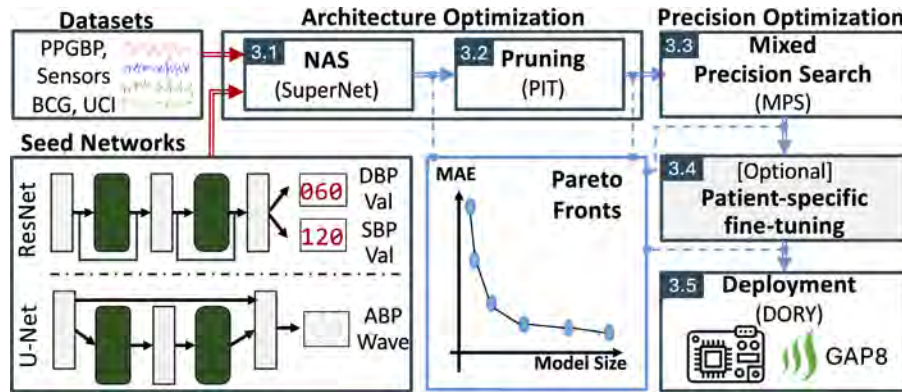 Datasets
PPGBP,
Sensors
BCG, UCI
Architecture Optimization
3.1
NAS
(SuperNet)
3.2
Pruning
(PIT)
Precision Optimization
3.3
Mixed
Precision Search
(MPS)
Seed Networks
ResNet
060
DBP
Val
120
SBP
Val
U-Net
ABP
Wave
MAE
Pareto
Fronts
Model Size
3.4
[Optional]
Patient-specific
fine-tuning
3.5
Deployment
(DORY)
GAP8